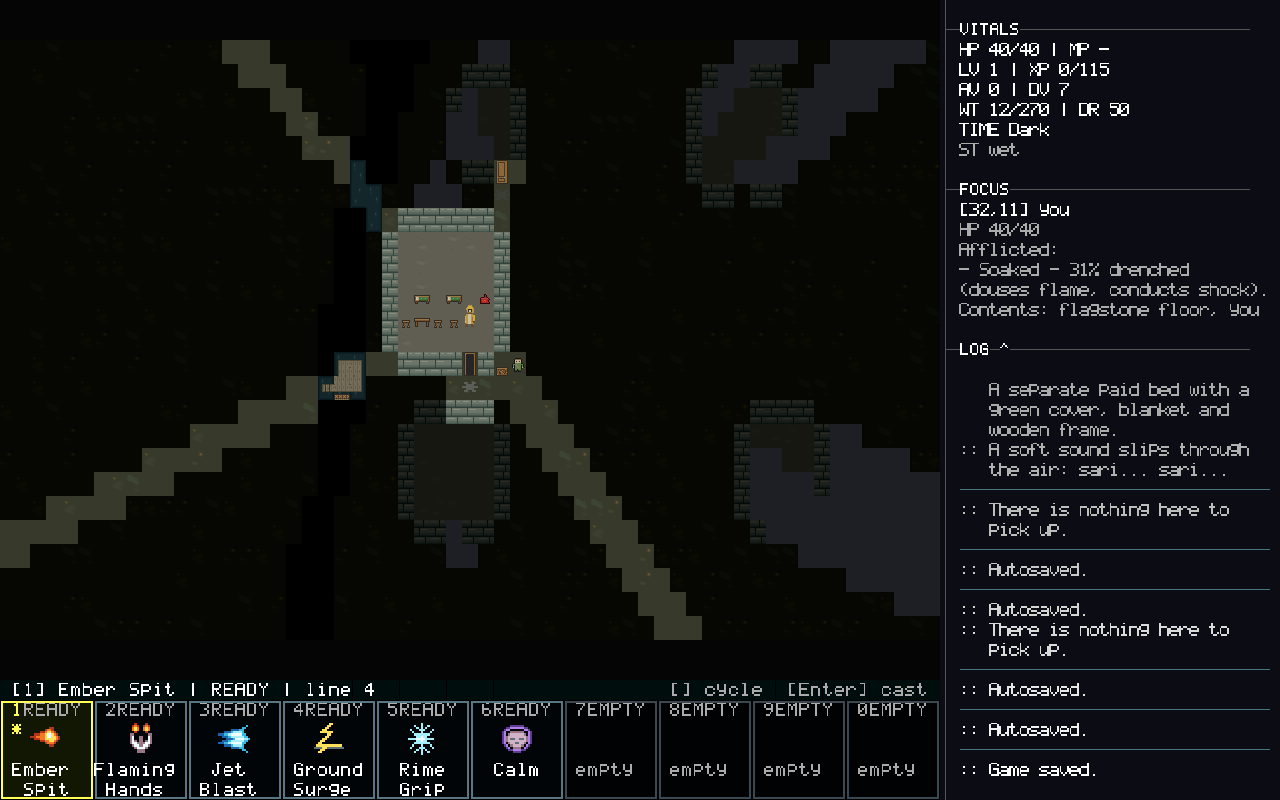 VITALS
HP 40/40 | MP -
LV 1 | XP 0/115
AV 0 | DV 7
WT 12/270 | DR 50
TIME Dark
ST wet
FOCUS
[32,11] You
HP 40/40
Afflicted:
- Soaked - 31% drenched
(douses flame, conducts shock).
Contents: flagstone floor, You
LOG ^
A separate paid bed with a
green cover, blanket and
wooden frame.
:: A soft sound slips through
the air: sari... sari...
:: There is nothing here to
pick up.
:: Autosaved.
:: Autosaved.
:: There is nothing here to
pick up.
:: Autosaved.
:: Autosaved.
:: Game saved.
[1] Ember Spit | READY | line 4
[] cycle [Enter] cast
1READY 2READY 3READY 4READY 5READY 6READY 7EMPTY 8EMPTY 9EMPTY 0EMPTY
*
Ember Flaming Jet Ground Rime Calm empty empty empty empty
Spit Hands Blast Surge Grip